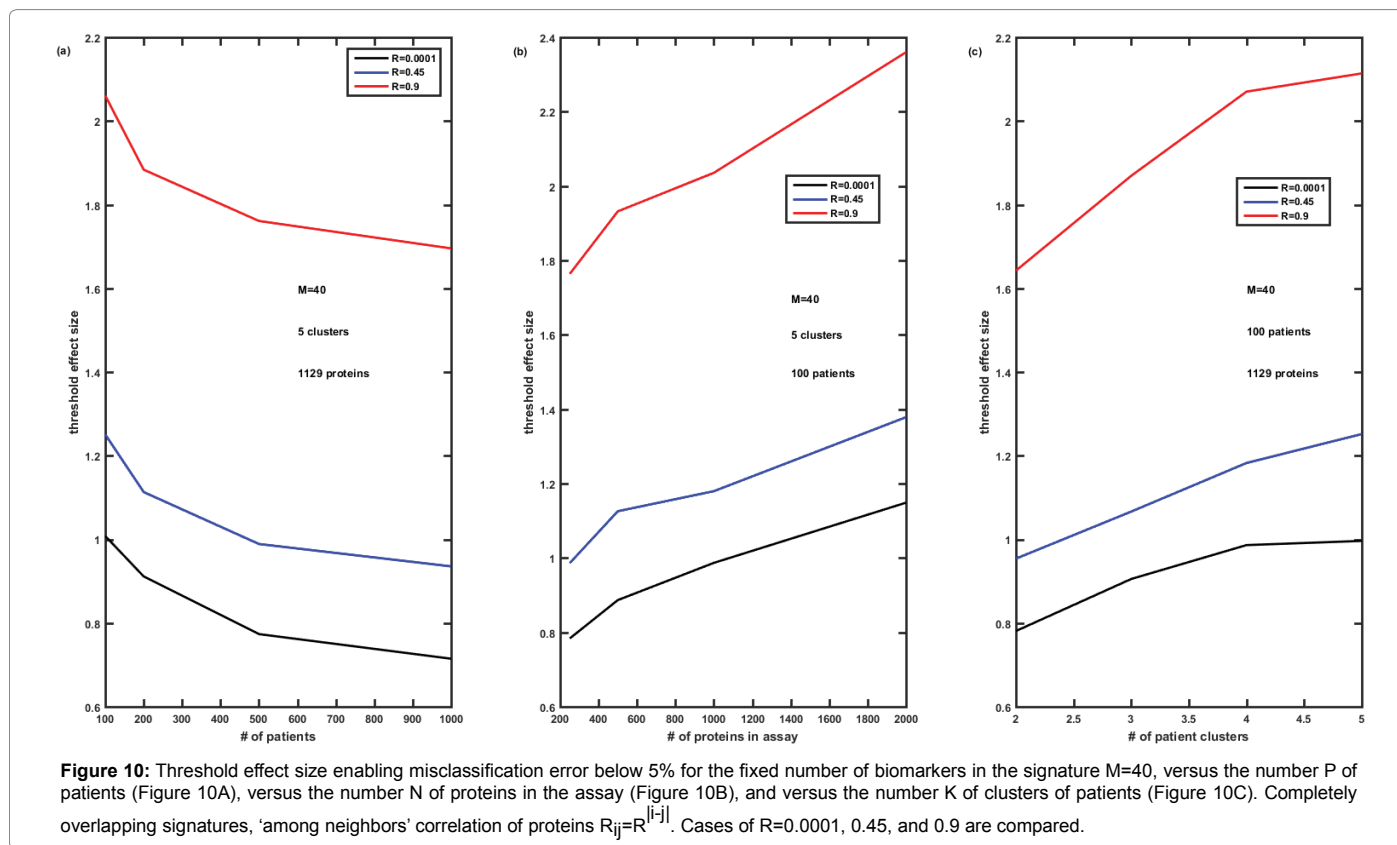 (a)
2.2
2
1.8
1.6
1.4
1.2
1
0.8
0.6
threshold effect size
R=0.0001
R=0.45
R=0.9
M=40
5 clusters
1129 proteins
100 200 300 400 500 600 700 800 900 1000
# of patients
(b)
2.4
2.2
2
1.8
1.6
1.4
1.2
1
0.8
0.6
threshold effect size
R=0.0001
R=0.45
R=0.9
M=40
5 clusters
100 patients
200 400 600 800 1000 1200 1400 1600 1800 2000
# of proteins in assay
(c)
2.2
2
1.8
1.6
1.4
1.2
1
0.8
0.6
threshold effect size
R=0.0001
R=0.45
R=0.9
M=40
100 patients
1129 proteins
2 2.5 3 3.5 4 4.5 5
# of patient clusters
Figure 10: Threshold effect size enabling misclassification error below 5% for the fixed number of biomarkers in the signature M=40, versus the number P of
patients (Figure 10A), versus the number N of proteins in the assay (Figure 10B), and versus the number K of clusters of patients (Figure 10C). Completely
overlapping signatures, ‘among neighbors’ correlation of proteins Rij=R|i-j|. Cases of R=0.0001, 0.45, and 0.9 are compared.